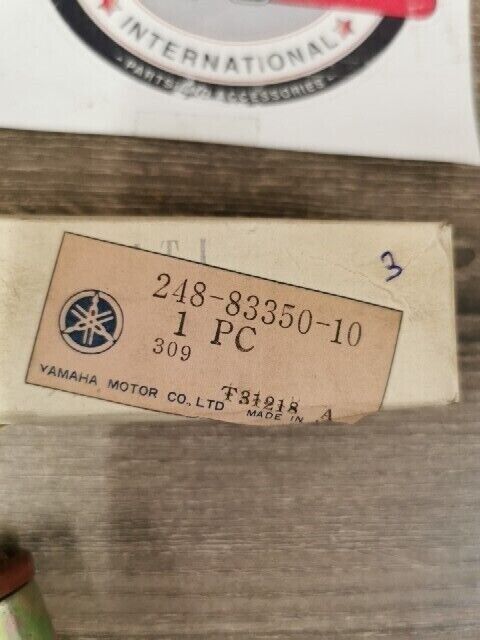 INTERNATIONAL
- PARTS & ACCESSORIES -
3
248-83350-10
1 PC
309
YAMAHA MOTOR CO., LTD
T31218 A
MADE IN